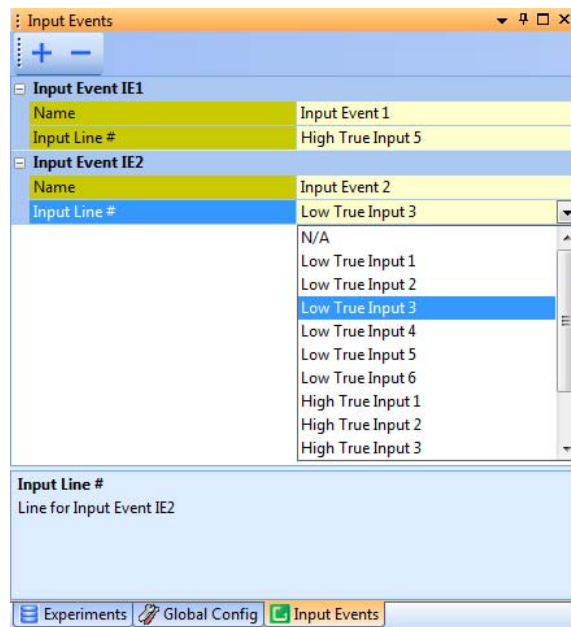 Input Events
Input Event IE1
Name Input Event 1
Input Line # High True Input 5
Input Event IE2
Name Input Event 2
Input Line # Low True Input 3
N/A
Low True Input 1
Low True Input 2
Low True Input 3
Low True Input 4
Low True Input 5
Low True Input 6
High True Input 1
High True Input 2
High True Input 3
Input Line #
Line for Input Event IE2
Experiments Global Config Input Events